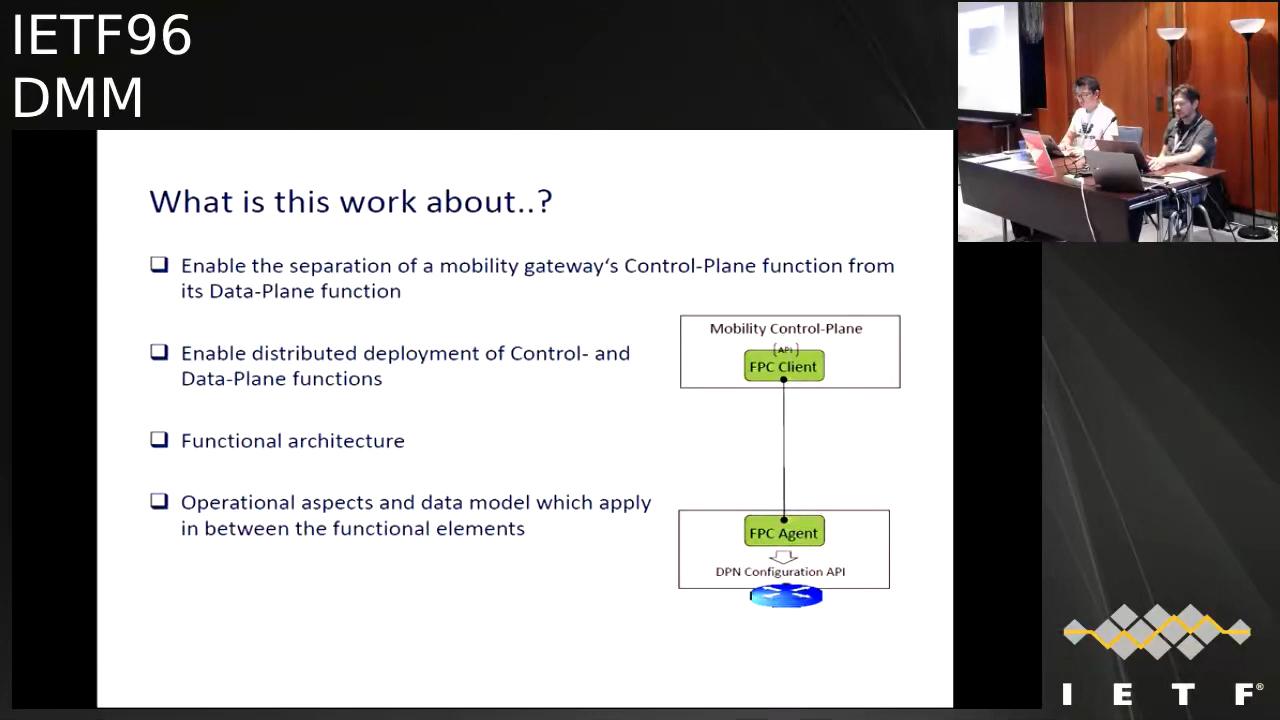 IETF96
DMM
What is this work about..?
❑ Enable the separation of a mobility gateway‘s Control-Plane function from
its Data-Plane function
❑ Enable distributed deployment of Control- and
Data-Plane functions
❑ Functional architecture
❑ Operational aspects and data model which apply
in between the functional elements
Mobility Control-Plane
{API}
FPC Client
FPC Agent
DPN Configuration API
I E T F®